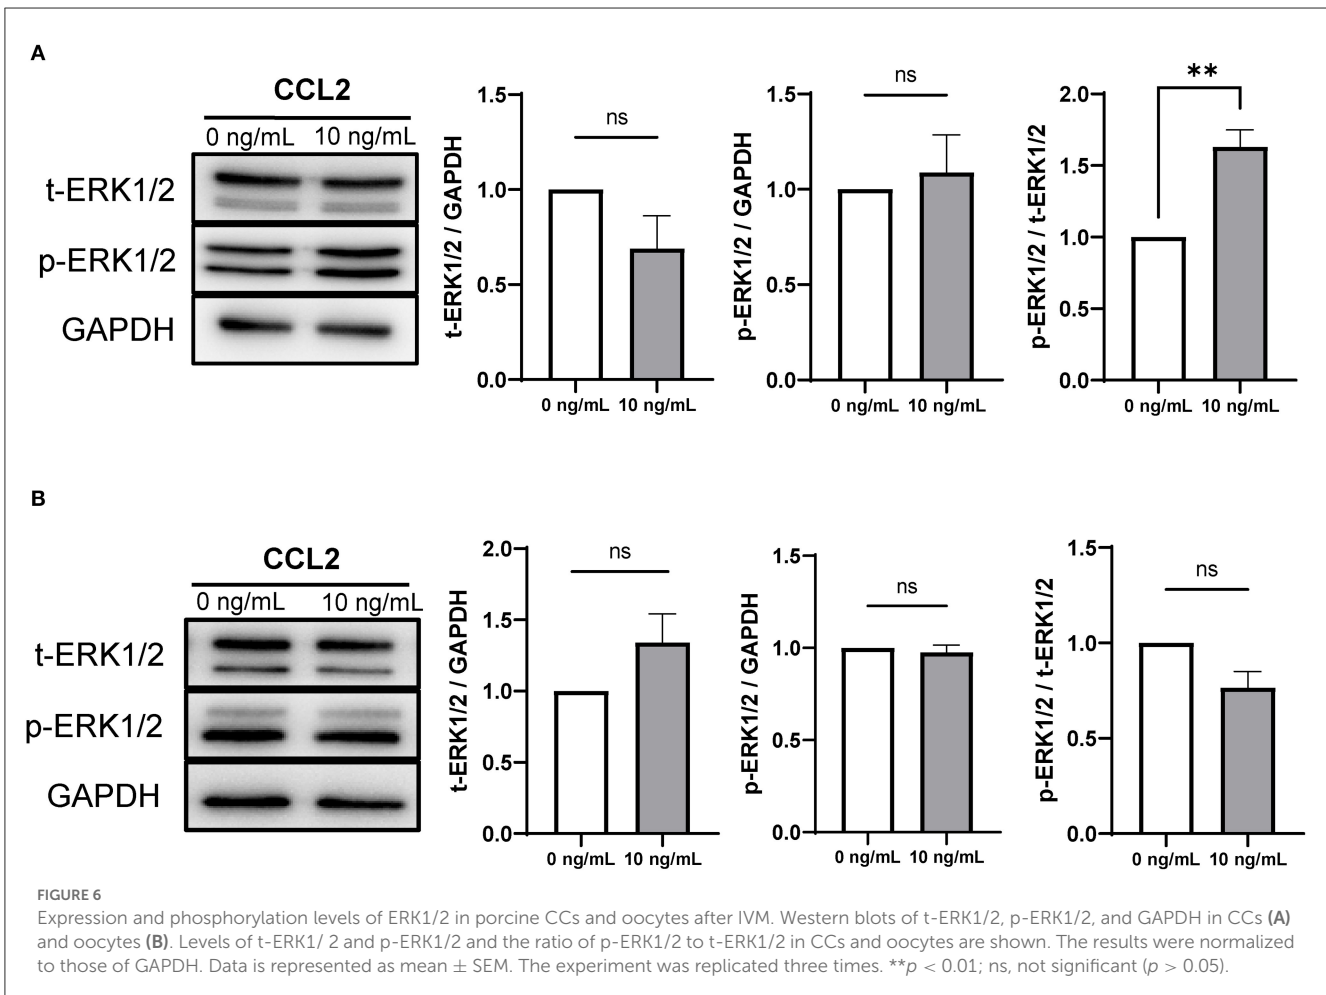 A
CCL2
0 ng/mL 10 ng/mL
t-ERK1/2
p-ERK1/2
GAPDH
t-ERK1/2 / GAPDH
1.5
1.0
0.5
0.0
ns
0 ng/mL 10 ng/mL
p-ERK1/2 / GAPDH
1.5
1.0
0.5
0.0
ns
0 ng/mL 10 ng/mL
p-ERK1/2 / t-ERK1/2
2.0
1.5
1.0
0.5
0.0
**
0 ng/mL 10 ng/mL
B
CCL2
0 ng/mL 10 ng/mL
t-ERK1/2
p-ERK1/2
GAPDH
t-ERK1/2 / GAPDH
2.0
1.5
1.0
0.5
0.0
ns
0 ng/mL 10 ng/mL
p-ERK1/2 / GAPDH
1.5
1.0
0.5
0.0
ns
0 ng/mL 10 ng/mL
p-ERK1/2 / t-ERK1/2
1.5
1.0
0.5
0.0
ns
0 ng/mL 10 ng/mL
FIGURE 6
Expression and phosphorylation levels of ERK1/2 in porcine CCs and oocytes after IVM. Western blots of t-ERK1/2, p-ERK1/2, and GAPDH in CCs (A)
and oocytes (B). Levels of t-ERK1/ 2 and p-ERK1/2 and the ratio of p-ERK1/2 to t-ERK1/2 in CCs and oocytes are shown. The results were normalized
to those of GAPDH. Data is represented as mean ± SEM. The experiment was replicated three times. **p < 0.01; ns, not significant (p > 0.05).